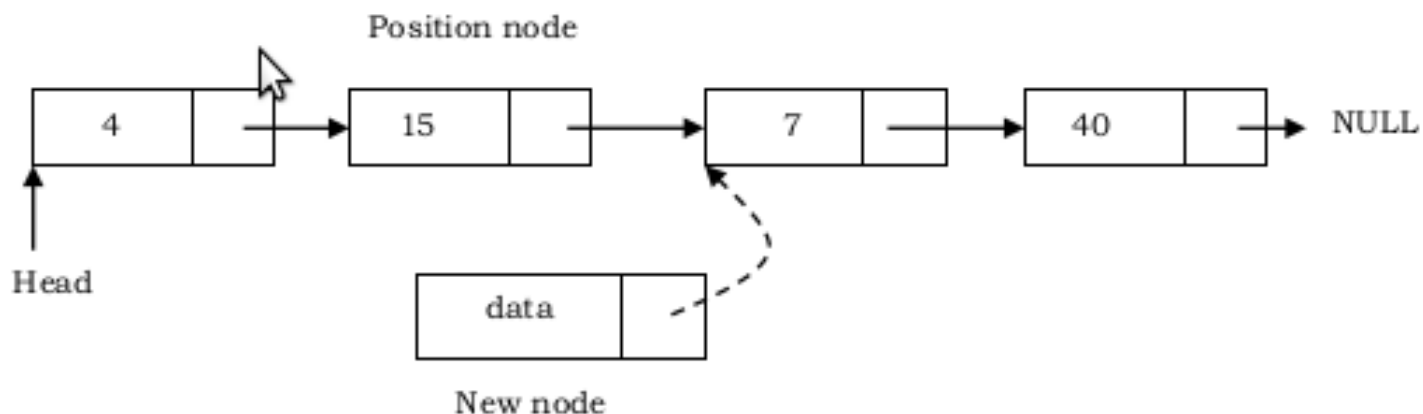 Position node
4 15 7 40 NULL
Head
data
New node